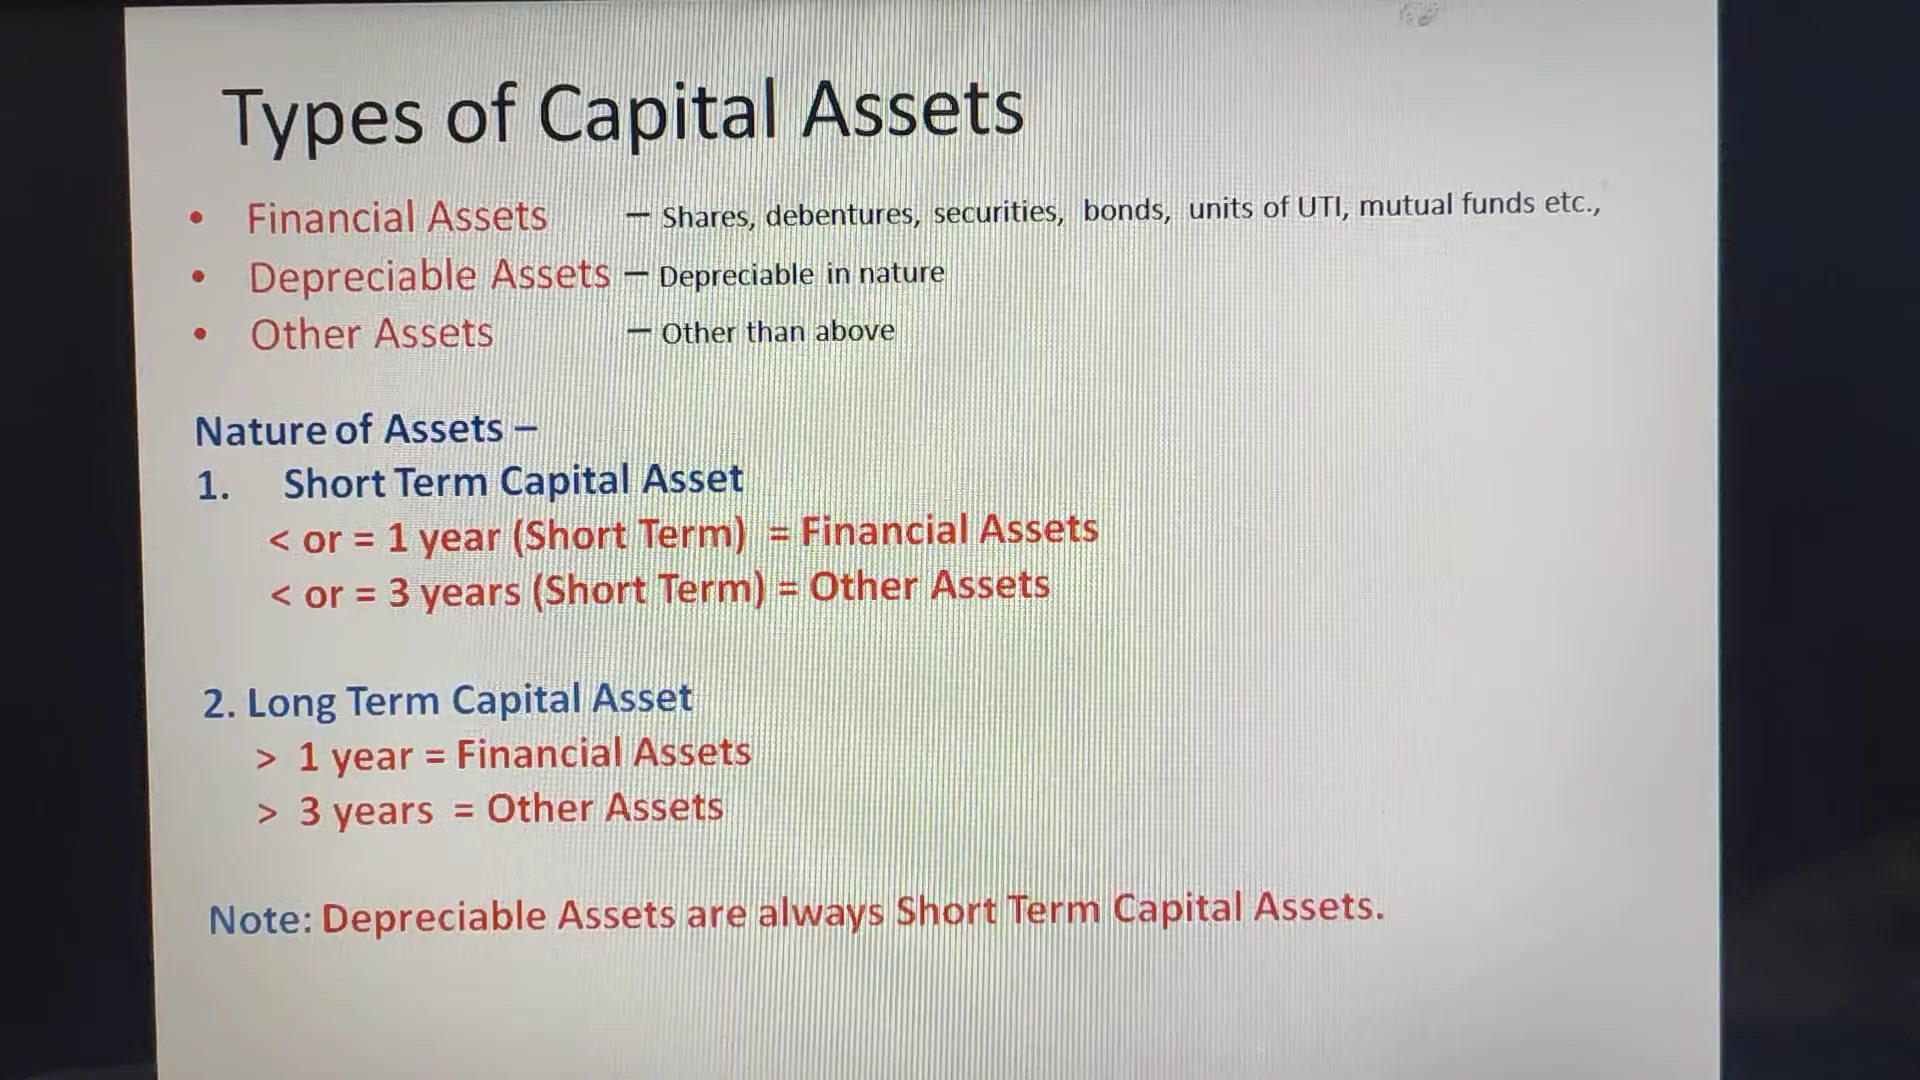 Types of Capital Assets
• Financial Assets – Shares, debentures, securities, bonds, units of UTI, mutual funds etc.,
• Depreciable Assets – Depreciable in nature
• Other Assets – Other than above
Nature of Assets –
1. Short Term Capital Asset
< or = 1 year (Short Term) = Financial Assets
< or = 3 years (Short Term) = Other Assets
2. Long Term Capital Asset
> 1 year = Financial Assets
> 3 years = Other Assets
Note: Depreciable Assets are always Short Term Capital Assets.